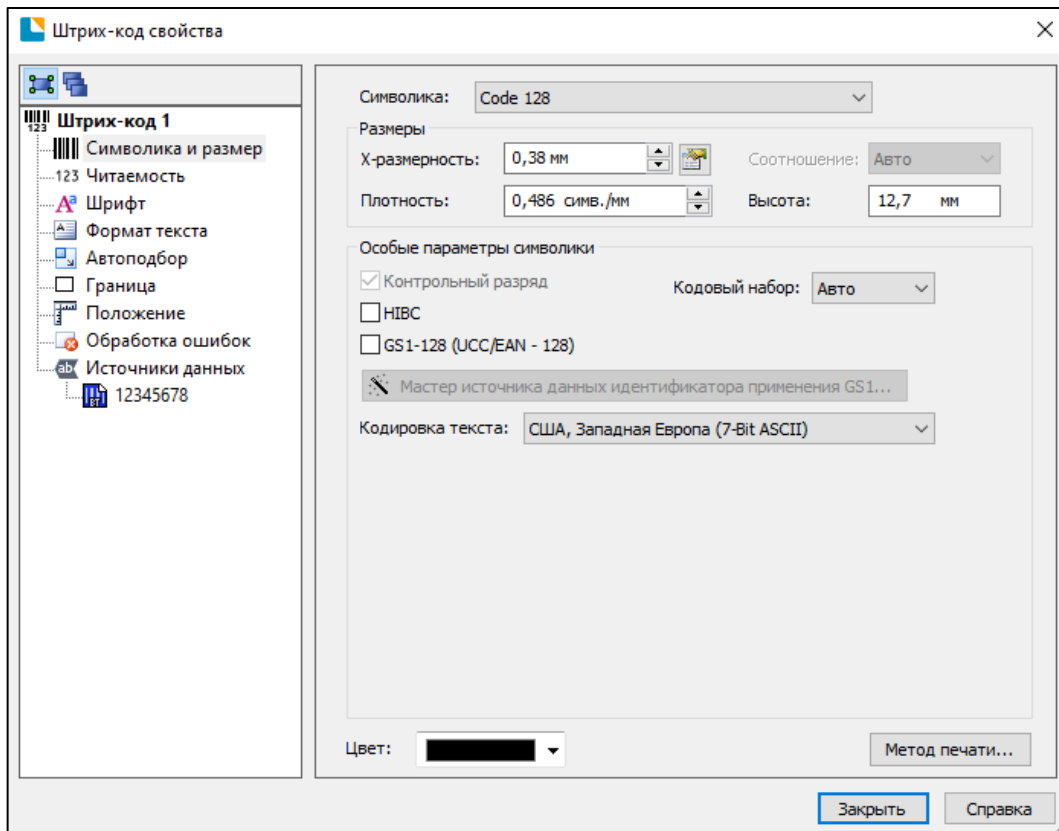 Штрих-код свойства
Штрих-код 1
Символика и размер
123 Читаемость
Шрифт
Формат текста
Автоподбор
Граница
Положение
Обработка ошибок
Источники данных
12345678
Символика: Code 128
Размеры
X-размерность: 0,38 мм Соотношение: Авто
Плотность: 0,486 симв./мм Высота: 12,7 мм
Особые параметры символики
Контрольный разряд Кодовый набор: Авто
HIBC
GS1-128 (UCC/EAN - 128)
Мастер источника данных идентификатора применения GS1...
Кодировка текста: США, Западная Европа (7-Bit ASCII)
Цвет: Метод печати...
Закрыть Справка